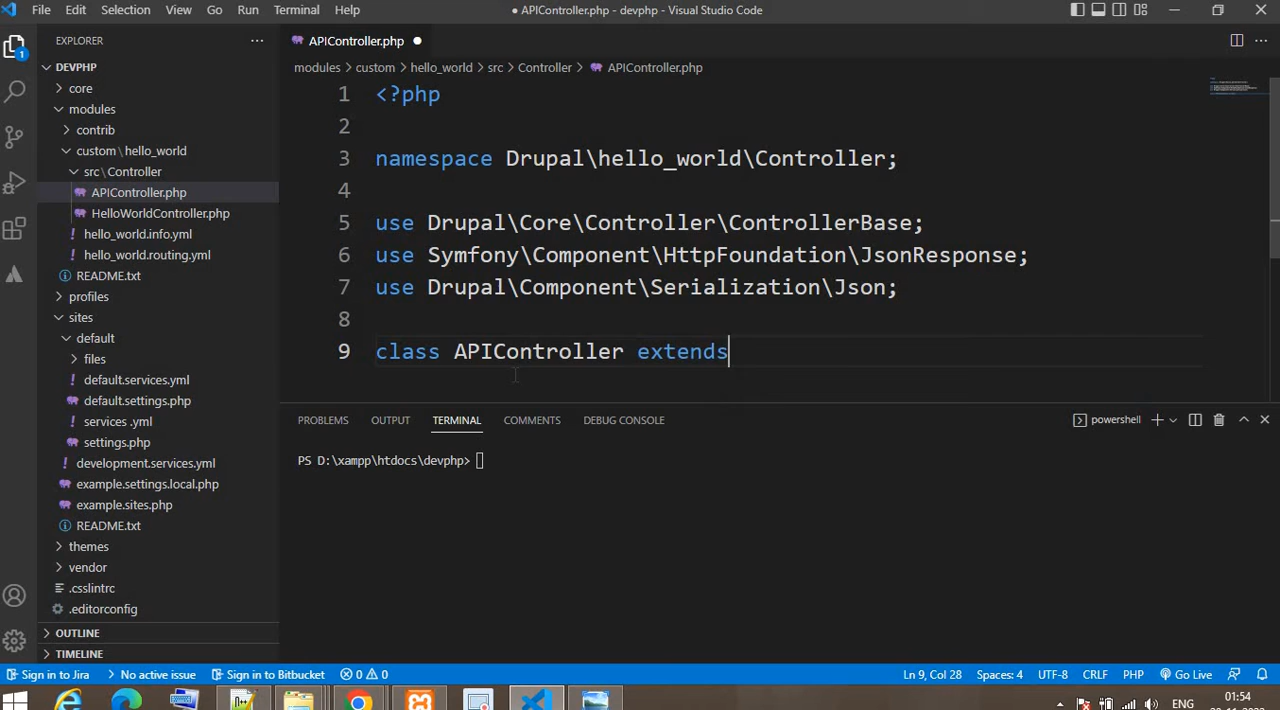 File Edit Selection View Go Run Terminal Help
● APIController.php - devphp - Visual Studio Code
EXPLORER
DEVPHP
core
modules
contrib
custom\hello_world
src\Controller
APIController.php
HelloWorldController.php
hello_world.info.yml
hello_world.routing.yml
README.txt
profiles
sites
default
files
default.services.yml
default.settings.php
services .yml
settings.php
development.services.yml
example.settings.local.php
example.sites.php
README.txt
themes
vendor
.csslintrc
.editorconfig
OUTLINE
TIMELINE
1
APIController.php
modules > custom > hello_world > src > Controller > APIController.php
1 <?php
2
3 namespace Drupal\hello_world\Controller;
4
5 use Drupal\Core\Controller\ControllerBase;
6 use Symfony\Component\HttpFoundation\JsonResponse;
7 use Drupal\Component\Serialization\Json;
8
9 class APIController extends
PROBLEMS OUTPUT TERMINAL COMMENTS DEBUG CONSOLE
powershell
PS D:\xampp\htdocs\devphp>
Sign in to Jira No active issue Sign in to Bitbucket 0 0 Ln 9, Col 28 Spaces: 4 UTF-8 CRLF PHP Go Live
ENG
01:54